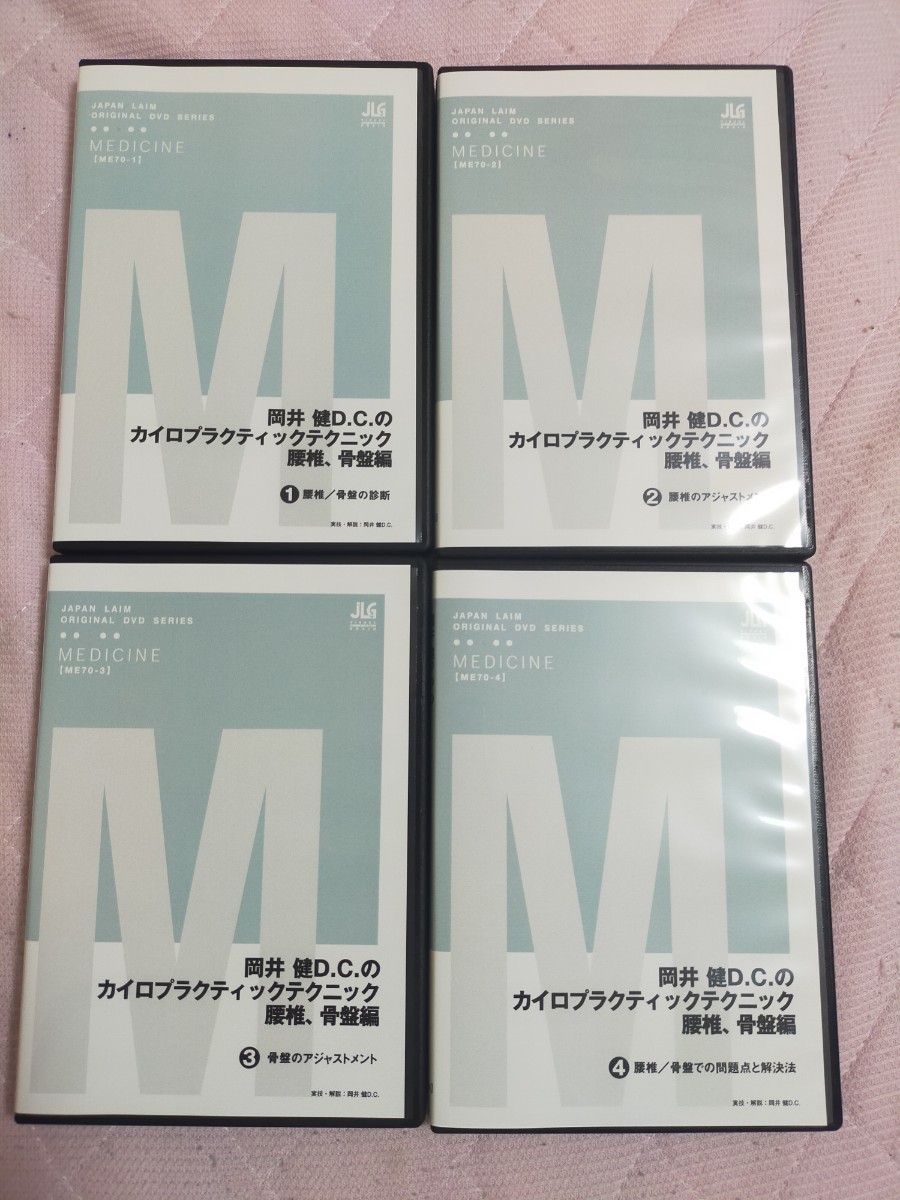 JAPAN LAIM
ORIGINAL DVD SERIES
JLG
MEDICINE
[ME70-1]
M
岡井 健D.C.の
カイロプラクティックテクニック
腰椎、骨盤編
❶腰椎／骨盤の診断
実技・解説：岡井 健D.C.
JAPAN LAIM
ORIGINAL DVD SERIES
JLG
MEDICINE
[ME70-2]
M
岡井 健D.C.の
カイロプラクティックテクニック
腰椎、骨盤編
❷ 腰椎のアジャストメ
実技・ 岡井 健D.C.
JAPAN LAIM
ORIGINAL DVD SERIES
JLG
MEDICINE
[ME70-3]
M
岡井 健D.C.の
カイロプラクティックテクニック
腰椎、骨盤編
❸ 骨盤のアジャストメント
実技・解説：岡井 健D.C.
JAPAN LAIM
ORIGINAL DVD SERIES
JLG
MEDICINE
[ME70-4]
M
岡井 健D.C.の
カイロプラクティックテクニック
腰椎、骨盤編
❹ 腰椎／骨盤での問題点と解決法
実技・解説：岡井 健D.C.